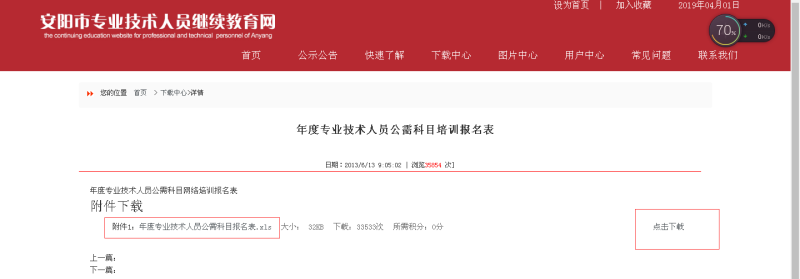 设为首页 | 加入收藏 2019年04月01日
安阳市专业技术人员继续教育网
the continuing education website for professional and technical personnel of Anyang
70%
0K/s
0K/s
首页 公示公告 快速了解 下载中心 图片中心 用户中心 常见问题 联系我们
您的位置 首页 > 下载中心>详情
年度专业技术人员公需科目培训报名表
日期：2013/6/13 9:05:02 | 浏览35854 次]
年度专业技术人员公需科目网络培训报名表
附件下载
附件1：年度专业技术人员公需科目报名表.xls 大小： 32KB 下载：33533次 所需积分：0分 点击下载
上一篇：
下一篇：